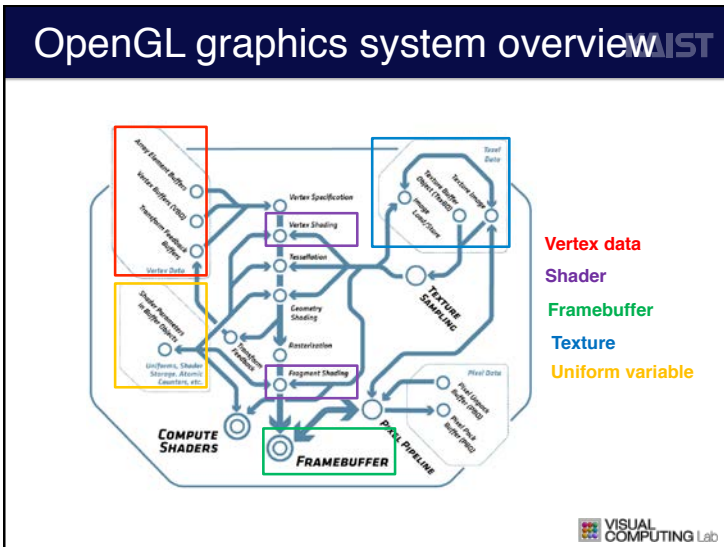 OpenGL graphics system overview
KAIST
Array Element Buffers
Vertex Buffers (VBO)
Transform Feedback
Buffers
Vertex Data
Vertex Specification
Vertex Shading
Tessellation
Geometry
Shading
Rasterization
Fragment Shading
Transform
Feedback
Shader Parameters
in Buffer Objects
Uniforms, Shader
Storage, Atomic
Counters, etc.
COMPUTE
SHADERS
FRAMEBUFFER
PIXEL PIPELINE
TEXTURE
SAMPLING
Texel
Data
Texture Image
Texture Buffer
Object (TexBO)
Image
Load/Store
Pixel Data
Pixel Unpack
Buffer (PBO)
Pixel Pack
Buffer (PBO)
Vertex data
Shader
Framebuffer
Texture
Uniform variable
VISUAL
COMPUTING Lab